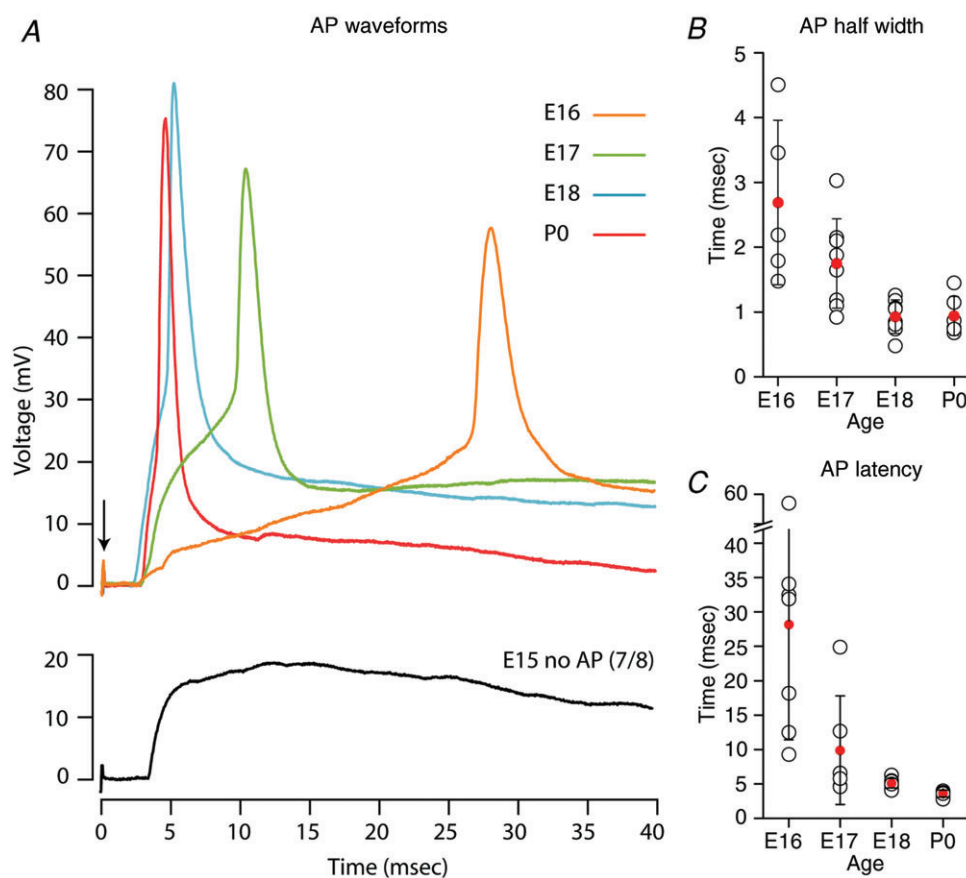 A
AP waveforms
80
70
60
50
40
30
20
10
0
Voltage (mV)
E16
E17
E18
P0
E15 no AP (7/8)
20
10
0
0 5 10 15 20 25 30 35 40
Time (msec)
B
AP half width
5
4
3
2
1
0
Time (msec)
E16 E17 E18 P0
Age
C
AP latency
60
40
35
30
25
20
15
10
5
0
Time (msec)
E16 E17 E18 P0
Age